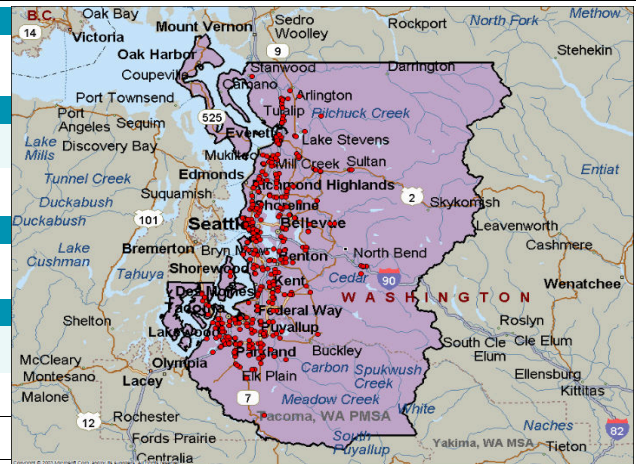 B.C.
Oak Bay
14
Victoria
Mount Vernon
Sedro
Woolley
Rockport
North Fork
Methow
Oak Harbor
9
Stehekin
Coupeville
Stanwood
Darrington
Camano
Port Townsend
Arlington
Port
Angeles
Sequim
525
Tulalip
Pilchuck Creek
Everett
Lake
Mills
Discovery Bay
Lake Stevens
Mukilteo
Mill Creek
Sultan
Entiat
Tunnel Creek
Edmonds
Richmond Highlands
Suquamish
2
Duckabush
Shoreline
Skykomish
Duckabush
101
Seattle
Bellevue
Leavenworth
Cashmere
Lake
Cushman
Bremerton
Bryn Mawr
North Bend
Renton
Tahuya
Shorewood
Cedar
90
Wenatchee
Kent
Des Moines
WASHINGTON
Tacoma
Federal Way
Shelton
Roslyn
Lakewood
Puyallup
South Cle
Elum
Cle Elum
McCleary
Parkland
Buckley
Montesano
Olympia
Carbon
Spukwush
Creek
Ellensburg
Malone
Lacey
Elk Plain
Kittitas
7
Meadow Creek
White
12
Rochester
Tacoma, WA PMSA
Naches
82
Fords Prairie
South
Puyallup
Yakima, WA MSA
Tieton
Centralia